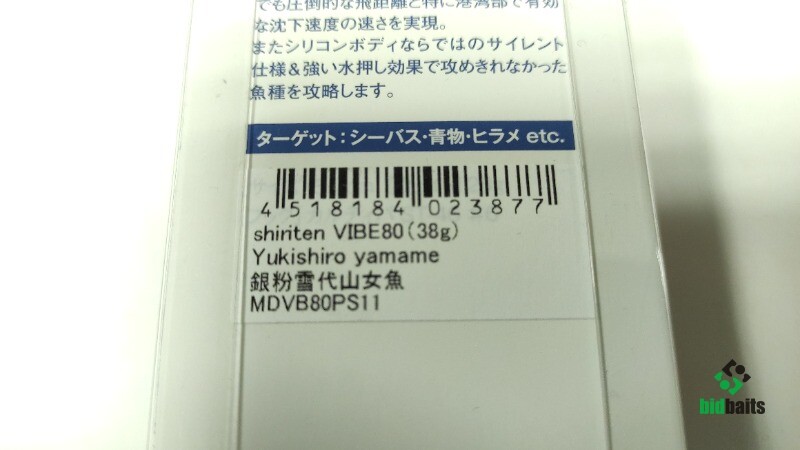 でも圧倒的な飛距離と特に港湾部で有効
な沈下速度の速さを実現。
またシリコンボディならではのサイレント
仕様＆強い水押し効果で攻めきれなかった
魚種を攻略します。
ターゲット：シーバス・青物・ヒラメ etc.
4 518184 023877
shiriten VIBE80(38g)
Yukishiro yamame
銀粉雪代山女魚
MDVB80PS11
bidbaits